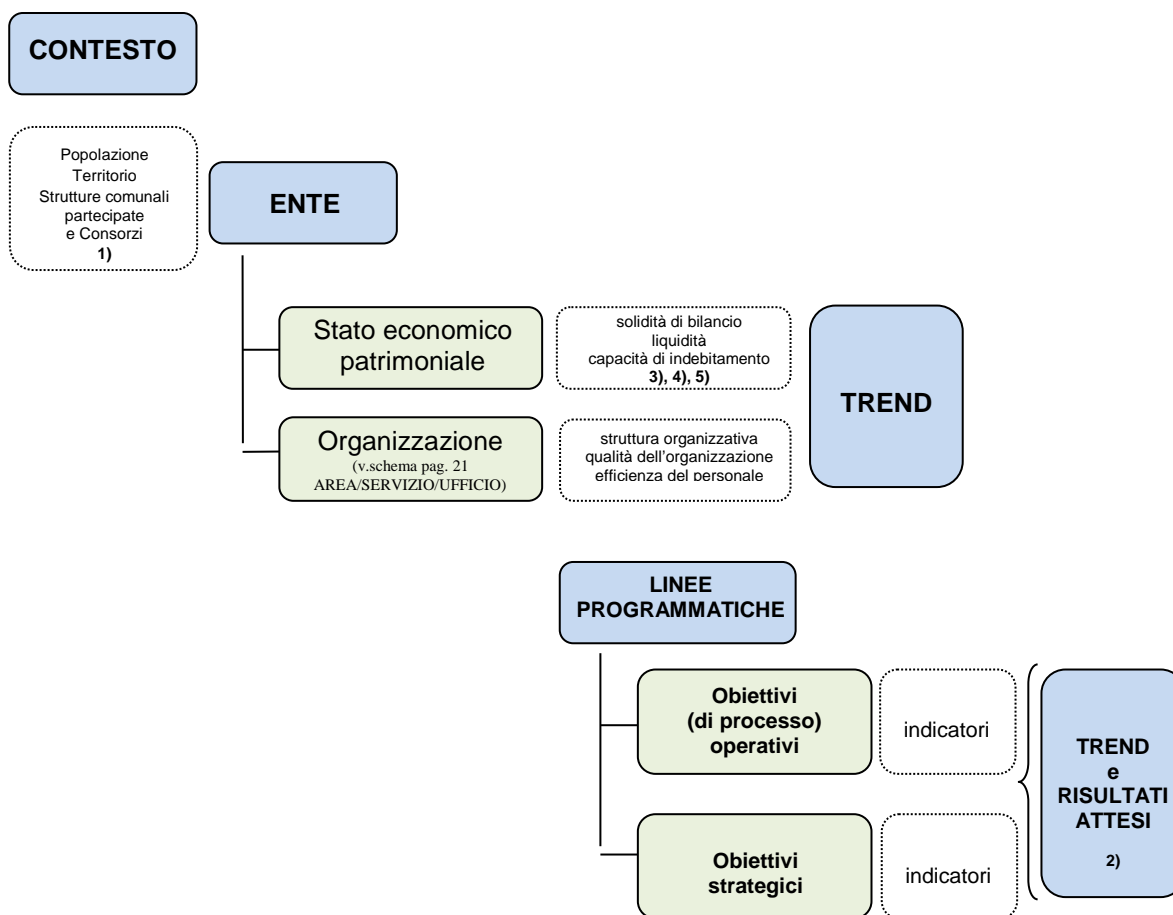 CONTESTO
Popolazione
Territorio
Strutture comunali
partecipate
e Consorzi
1)
ENTE
Stato economico
patrimoniale
solidità di bilancio
liquidità
capacità di indebitamento
3), 4), 5)
TREND
Organizzazione
(v.schema pag. 21
AREA/SERVIZIO/UFFICIO)
struttura organizzativa
qualità dell'organizzazione
efficienza del personale
LINEE
PROGRAMMATICHE
Obiettivi
(di processo)
operativi
indicatori
TREND
e
RISULTATI
ATTESI
2)
Obiettivi
strategici
indicatori